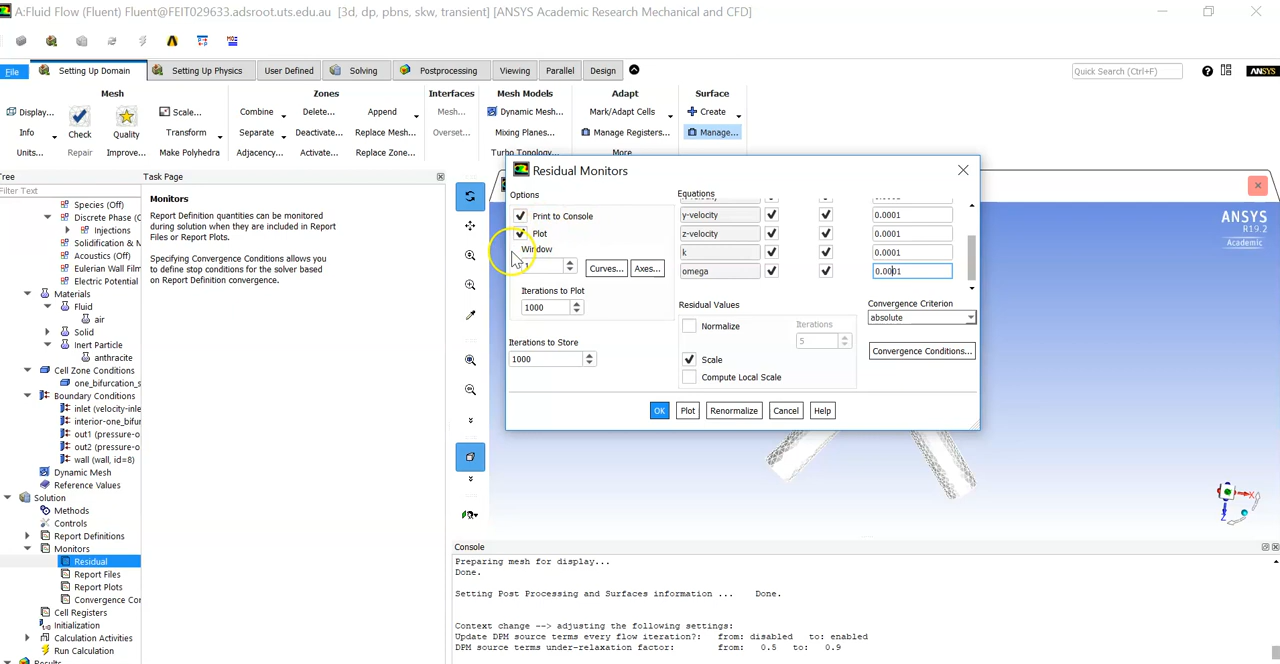 A:Fluid Flow (Fluent) Fluent@FEIT029633.adsroot.uts.edu.au [3d, dp, pbns, skw, transient] [ANSYS Academic Research Mechanical and CFD]
File
Setting Up Domain
Setting Up Physics
User Defined
Solving
Postprocessing
Viewing
Parallel
Design
Quick Search (Ctrl+F)
ANSYS
Mesh
Display...
Info
Units...
Check
Repair
Quality
Improve...
Scale...
Transform
Make Polyhedra
Zones
Combine
Separate
Adjacency...
Delete...
Deactivate...
Activate...
Append
Replace Mesh...
Replace Zone...
Interfaces
Mesh...
Overset...
Mesh Models
Dynamic Mesh...
Mixing Planes...
Turbo Topology...
Adapt
Mark/Adapt Cells
Manage Registers...
More
Surface
Create
Manage...
Tree
Filter Text
Species (Off)
Discrete Phase (
Injections
Solidification &
Acoustics (Off)
Eulerian Wall Film
Electric Potential
Materials
Fluid
air
Solid
Inert Particle
anthracite
Cell Zone Conditions
one_bifurcation_s
Boundary Conditions
inlet (velocity-inle
interior-one_bifur
out1 (pressure-o
out2 (pressure-o
wall (wall, id=8)
Dynamic Mesh
Reference Values
Solution
Methods
Controls
Report Definitions
Monitors
Residual
Report Files
Report Plots
Convergence Cor
Cell Registers
Initialization
Calculation Activities
Run Calculation
Results
Task Page
Monitors
Report Definition quantities can be monitored
during solution when they are included in Report
Files or Report Plots.
Specifying Convergence Conditions allows you
to define stop conditions for the solver based
on Report Definition convergence.
Residual Monitors
Options
Print to Console
Plot
Window
1
Curves...
Axes...
Iterations to Plot
1000
Iterations to Store
1000
Equations
y-velocity
0.0001
z-velocity
0.0001
k
0.0001
omega
0.0001
Residual Values
Normalize
Iterations
5
Scale
Compute Local Scale
Convergence Criterion
absolute
Convergence Conditions...
OK
Plot
Renormalize
Cancel
Help
ANSYS
R19.2
Academic
Console
Preparing mesh for display...
Done.
Setting Post Processing and Surfaces information ... Done.
Context change --> adjusting the following settings:
Update DPM source terms every flow iteration?: from: disabled to: enabled
DPM source terms under-relaxation factor: from: 0.5 to: 0.9